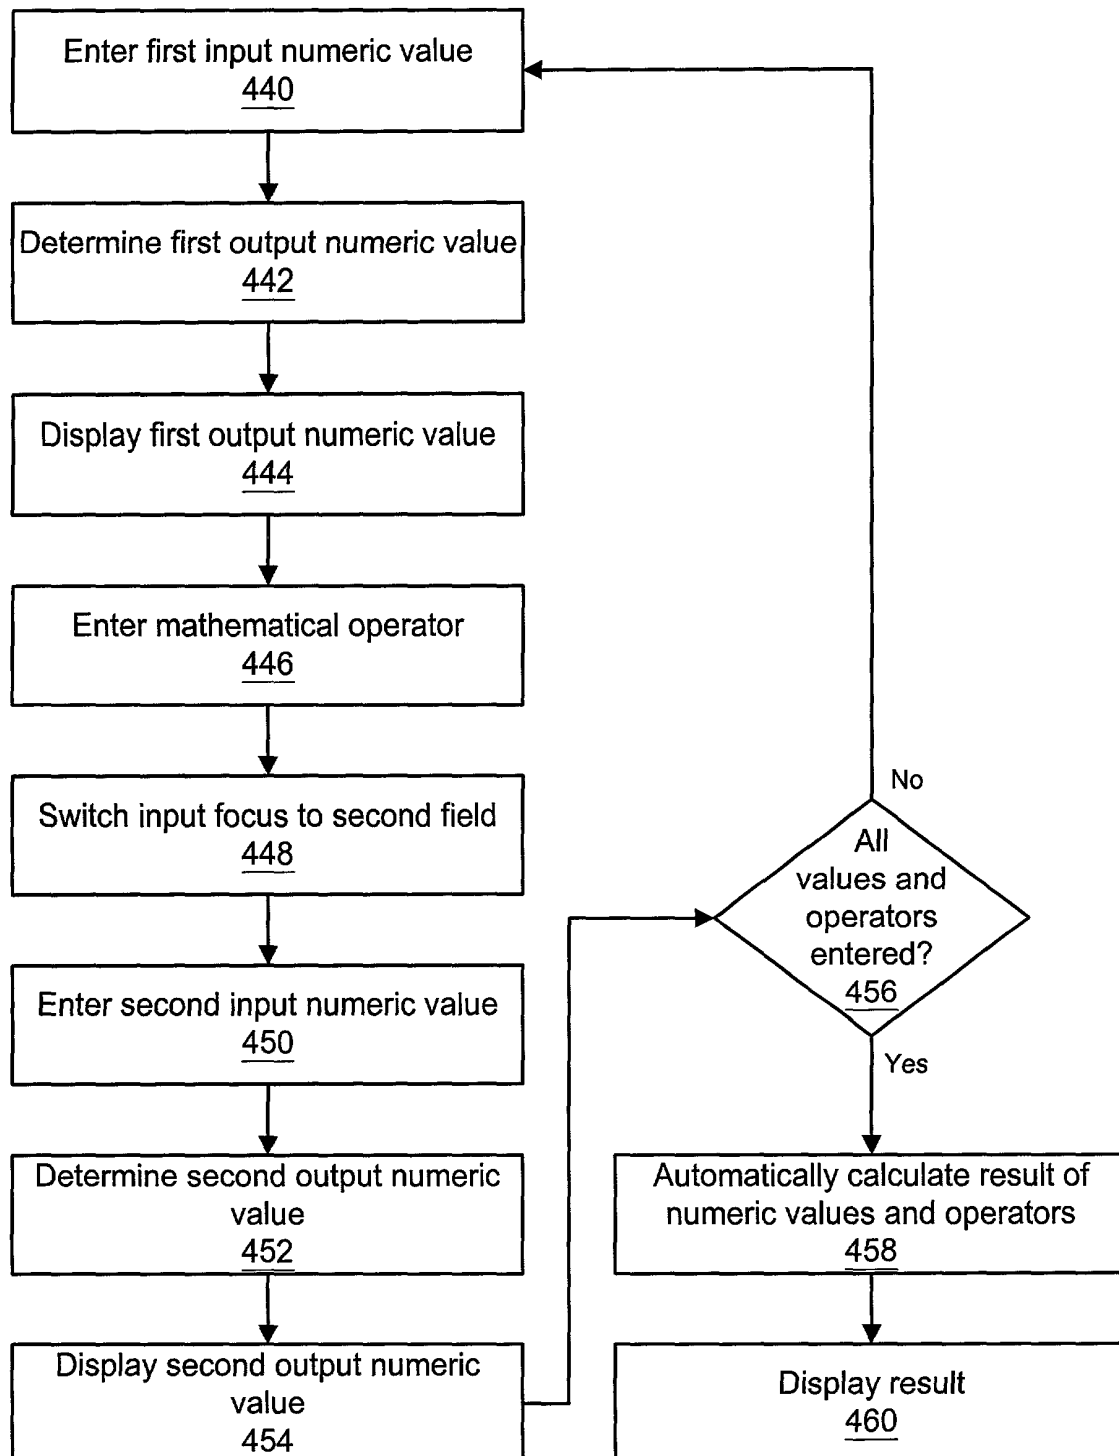 Enter first input numeric value
440
Determine first output numeric value
442
Display first output numeric value
444
Enter mathematical operator
446
Switch input focus to second field
448
Enter second input numeric value
450
Determine second output numeric
value
452
Display second output numeric
value
454
No
All
values and
operators
entered?
456
Yes
Automatically calculate result of
numeric values and operators
458
Display result
460